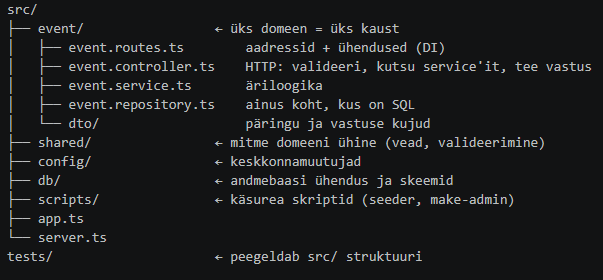 src/
├── event/                 ← üks domeen = üks kaust
│   ├── event.routes.ts        aadressid + ühendused (DI)
│   ├── event.controller.ts    HTTP: valideeri, kutsu service'it, tee vastus
│   ├── event.service.ts       äriloogika
│   ├── event.repository.ts    ainus koht, kus on SQL
│   └── dto/                   päringu ja vastuse kujud
├── shared/                ← mitme domeeni ühine (vead, valideerimine)
├── config/                ← keskkonnamuutujad
├── db/                    ← andmebaasi ühendus ja skeemid
├── scripts/               ← käsurea skriptid (seeder, make-admin)
├── app.ts
└── server.ts
tests/                     ← peegeldab src/ struktuuri